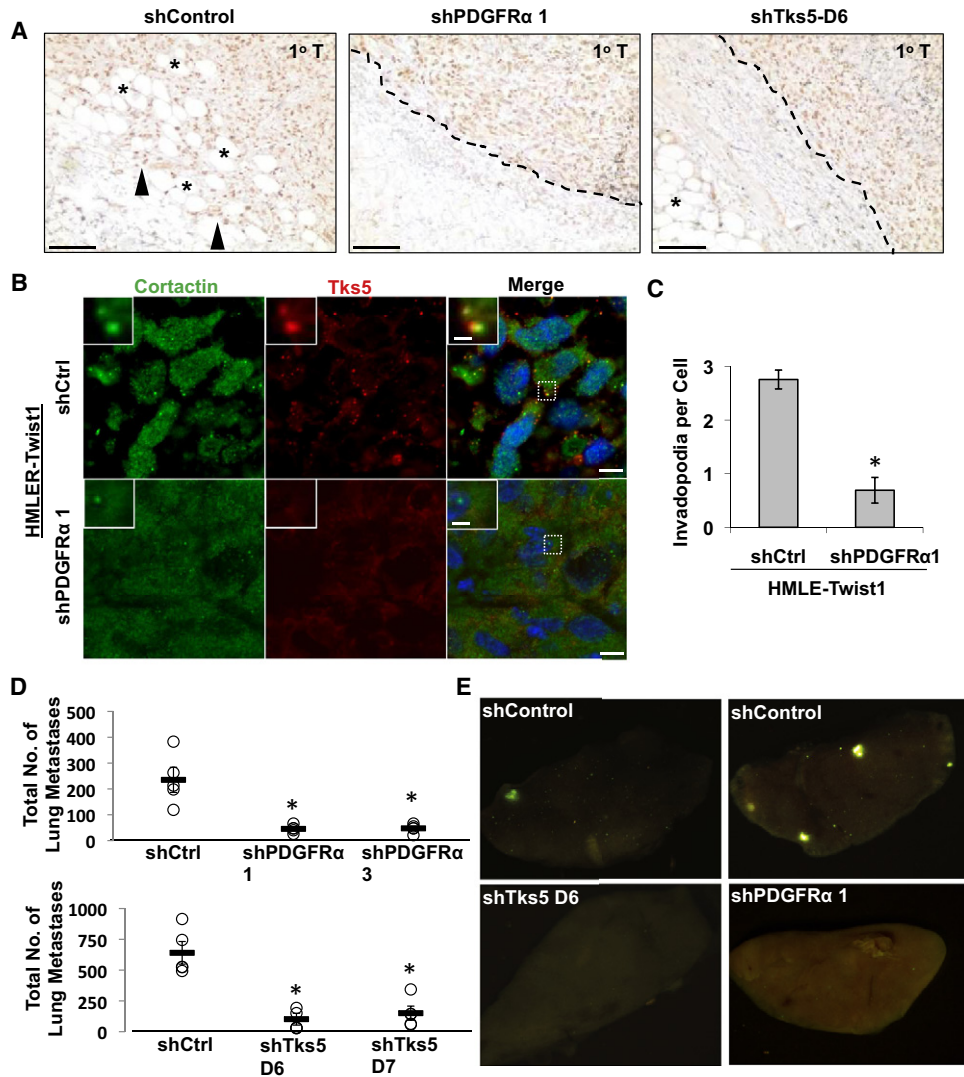 A
shControl
shPDGFRα 1
shTks5-D6
1º T
1º T
1º T
*
*
*
*
*
B
Cortactin
Tks5
Merge
HMLER-Twist1
shCtrl
shPDGFRα 1
C
Invadopodia per Cell
3
2
1
0
*
shCtrl
shPDGFRα1
HMLE-Twist1
D
Total No. of
Lung Metastases
500
400
300
200
100
0
*
*
shCtrl
shPDGFRα
1
shPDGFRα
3
Total No. of
Lung Metastases
1000
750
500
250
0
*
*
shCtrl
shTks5
D6
shTks5
D7
E
shControl
shControl
shTks5 D6
shPDGFRα 1